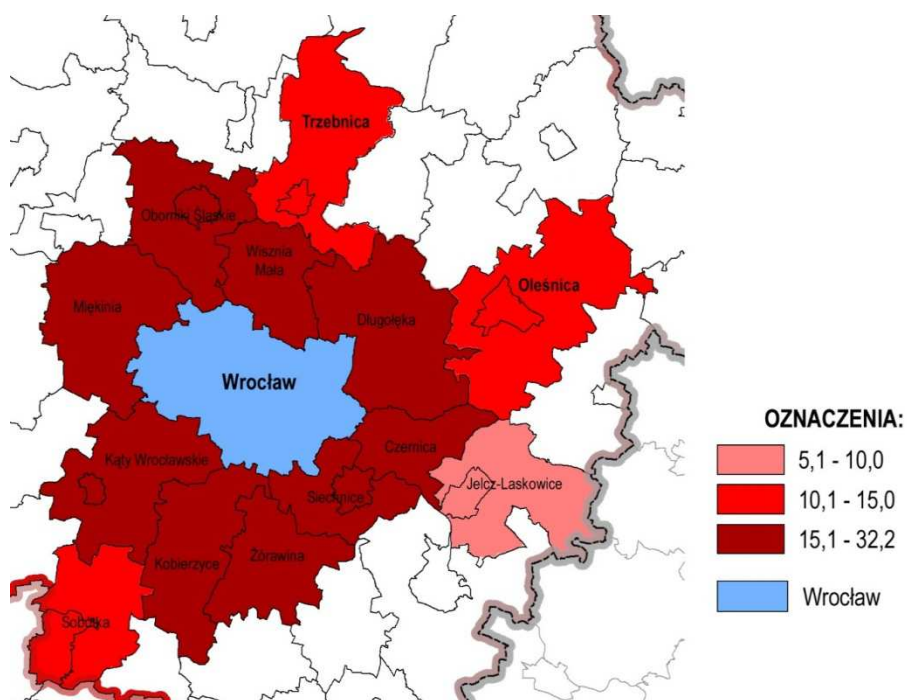 Trzebnica
Oborniki Śląskie
Wisznia
Mała
Miękinia
Długołęka
Oleśnica
Wrocław
Czernica
Kąty Wrocławskie
Siechnice
Jelcz-Laskowice
Kobierzyce
Żórawina
Sobótka
OZNACZENIA:
5,1 - 10,0
10,1 - 15,0
15,1 - 32,2
Wrocław